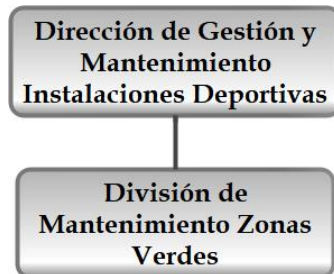 Dirección de Gestión y
Mantenimiento
Instalaciones Deportivas
División de
Mantenimiento Zonas
Verdes